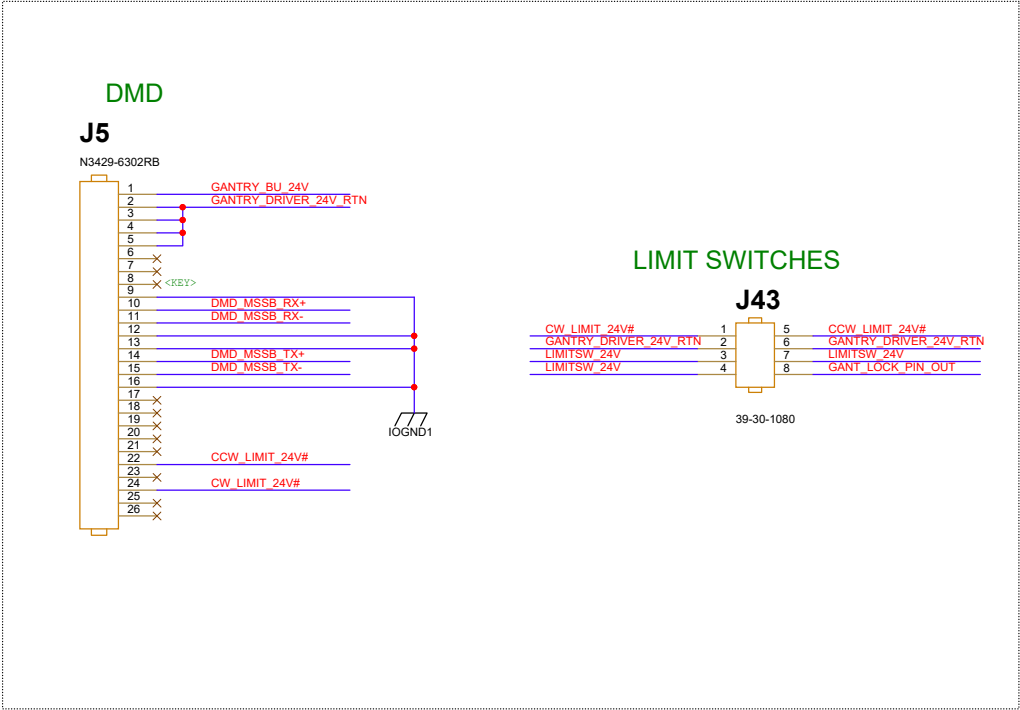 DMD
J5
N3429-6302RB
1 GANTRY_BU_24V
2 GANTRY_DRIVER_24V_RTN
3
4
5
6
7
8 <KEY>
9
10 DMD_MSSB_RX+
11 DMD_MSSB_RX-
12
13
14 DMD_MSSB_TX+
15 DMD_MSSB_TX-
16
17
18
19
20
21
22 CCW_LIMIT_24V#
23
24 CW_LIMIT_24V#
25
26
IOGND1
LIMIT SWITCHES
J43
CW_LIMIT_24V# 1 5 CCW_LIMIT_24V#
GANTRY_DRIVER_24V_RTN 2 6 GANTRY_DRIVER_24V_RTN
LIMITSW_24V 3 7 LIMITSW_24V
LIMITSW_24V 4 8 GANT_LOCK_PIN_OUT
39-30-1080